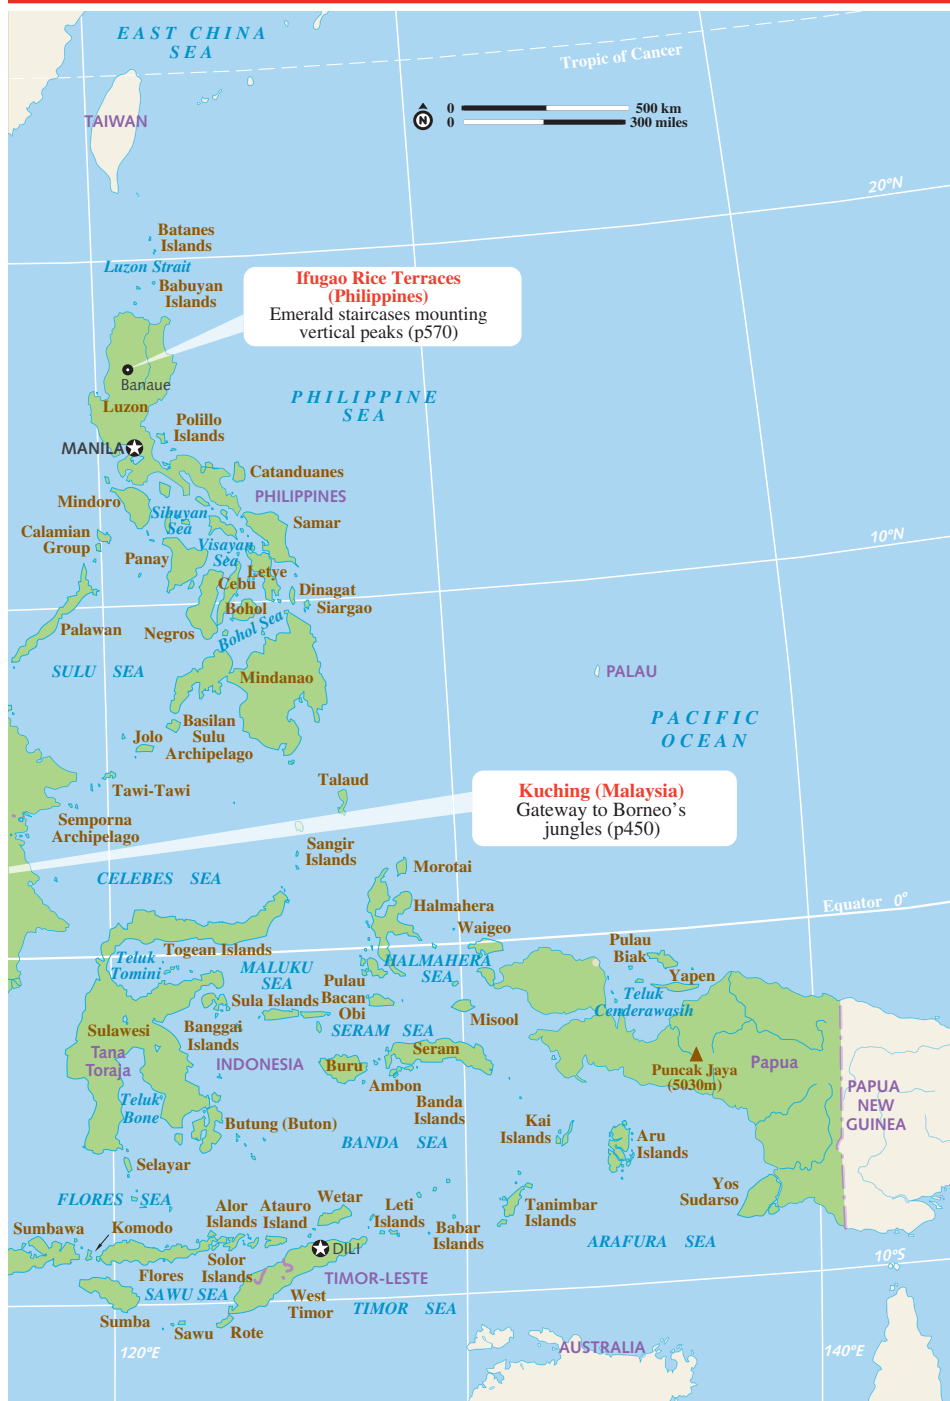 EAST CHINA
SEA
Tropic of Cancer
0 500 km
0 300 miles
N
TAIWAN
20ºN
Batanes
Islands
Luzon Strait
Babuyan
Islands
Ifugao Rice Terraces
(Philippines)
Emerald staircases mounting
vertical peaks (p570)
Banaue
Luzon
PHILIPPINE
SEA
Polillo
Islands
MANILA
Catanduanes
PHILIPPINES
Mindoro
Sibuyan
Sea
Samar
Calamian
Group
10ºN
Visayan
Sea
Panay
Letye
Cebu
Dinagat
Siargao
Bohol
Bohol Sea
Palawan
Negros
SULU SEA
Mindanao
PALAU
PACIFIC
OCEAN
Basilan
Jolo
Sulu
Archipelago
Talaud
Tawi-Tawi
Kuching (Malaysia)
Gateway to Borneo's
jungles (p450)
Semporna
Archipelago
Sangir
Islands
Morotai
CELEBES SEA
Halmahera
Equator 0º
Waigeo
Togean Islands
Teluk
Tomini
MALUKU
SEA
HALMAHERA
SEA
Pulau
Biak
Yapen
Pulau
Bacan
Obi
Sula Islands
Teluk
Cenderawasih
Misool
Sulawesi
Banggai
Islands
SERAM SEA
Tana
Toraja
INDONESIA
Buru
Seram
Puncak Jaya
(5030m)
Papua
Ambon
PAPUA
NEW
GUINEA
Teluk
Bone
Banda
Islands
Butung (Buton)
Kai
Islands
BANDA SEA
Aru
Islands
Selayar
FLORES SEA
Yos
Sudarso
Alor
Islands
Atauro
Island
Wetar
Leti
Islands
Tanimbar
Islands
Sumbawa
Komodo
Babar
Islands
DILI
ARAFURA SEA
10ºS
Flores
Solor
Islands
TIMOR-LESTE
SAWU SEA
West
Timor
TIMOR SEA
Sumba
Sawu
Rote
120ºE
AUSTRALIA
140ºE